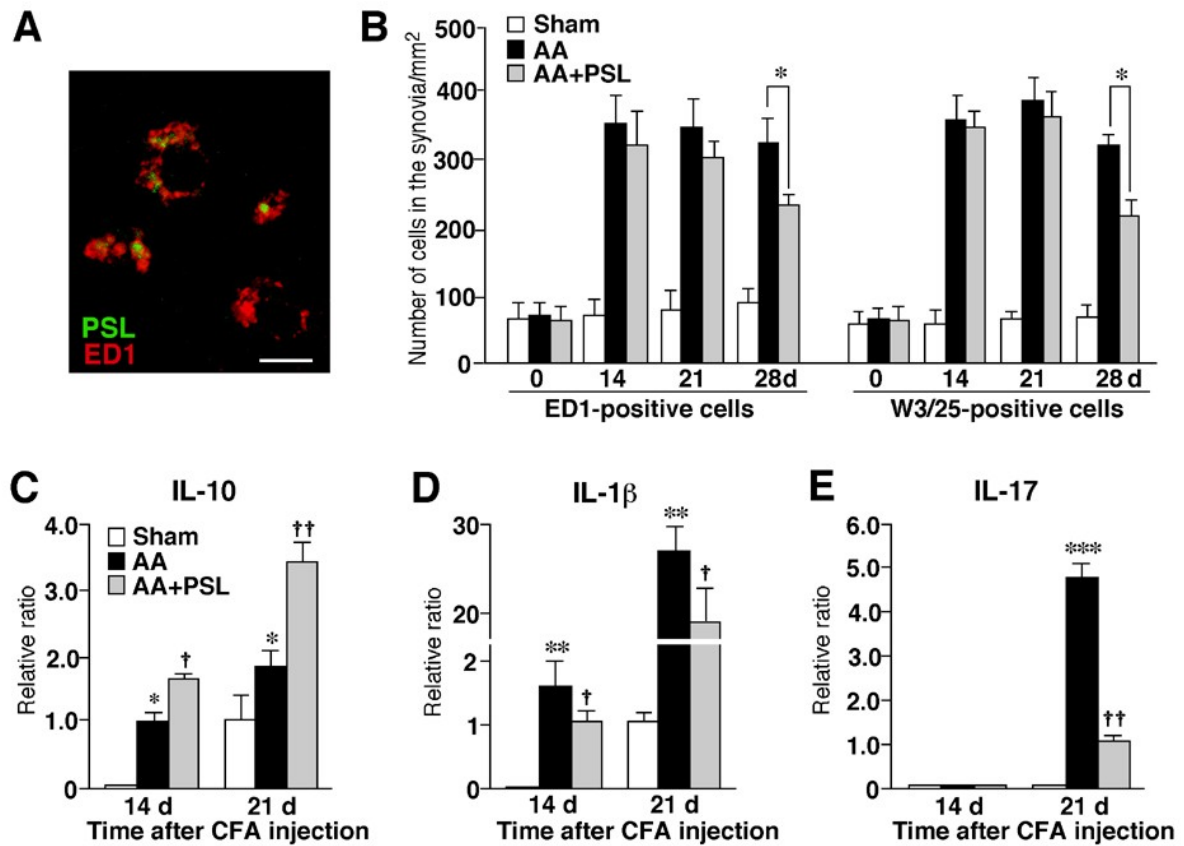 A
PSL
ED1
B
Sham
AA
AA+PSL
Number of cells in the synovia/mm2
500
400
300
200
100
0
*
*
0 14 21 28d 0 14 21 28d
ED1-positive cells W3/25-positive cells
C
IL-10
Sham
AA
AA+PSL
Relative ratio
4.0
3.0
2.0
1.0
0
*
†
*
††
14 d 21 d
Time after CFA injection
D
IL-1β
Relative ratio
30
20
2
1
0
**
†
**
†
14 d 21 d
Time after CFA injection
E
IL-17
Relative ratio
6.0
5.0
4.0
3.0
2.0
1.0
0
***
††
14 d 21 d
Time after CFA injection